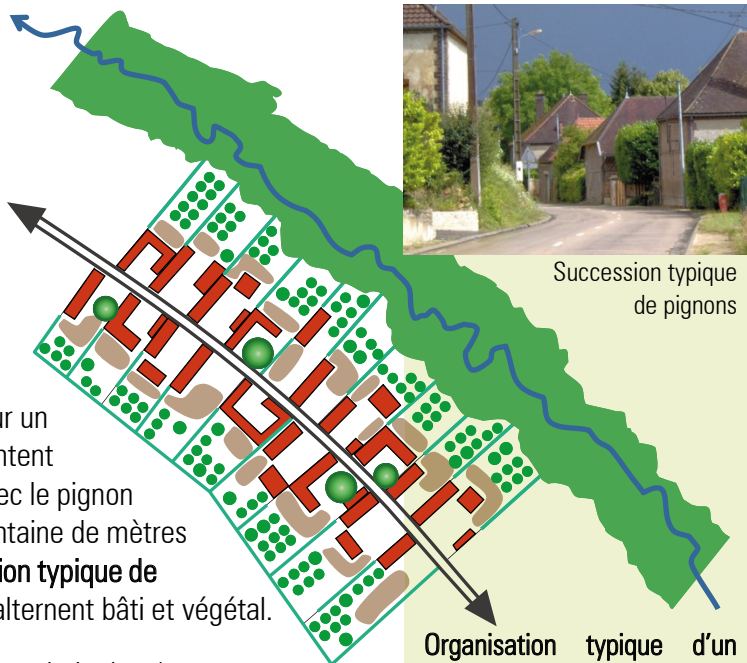 Succession typique
de pignons
ur un
ntent
ec le pignon
ntaine de mètres
ion typique de
alternent bâti et végétal.
Organisation typique d'un